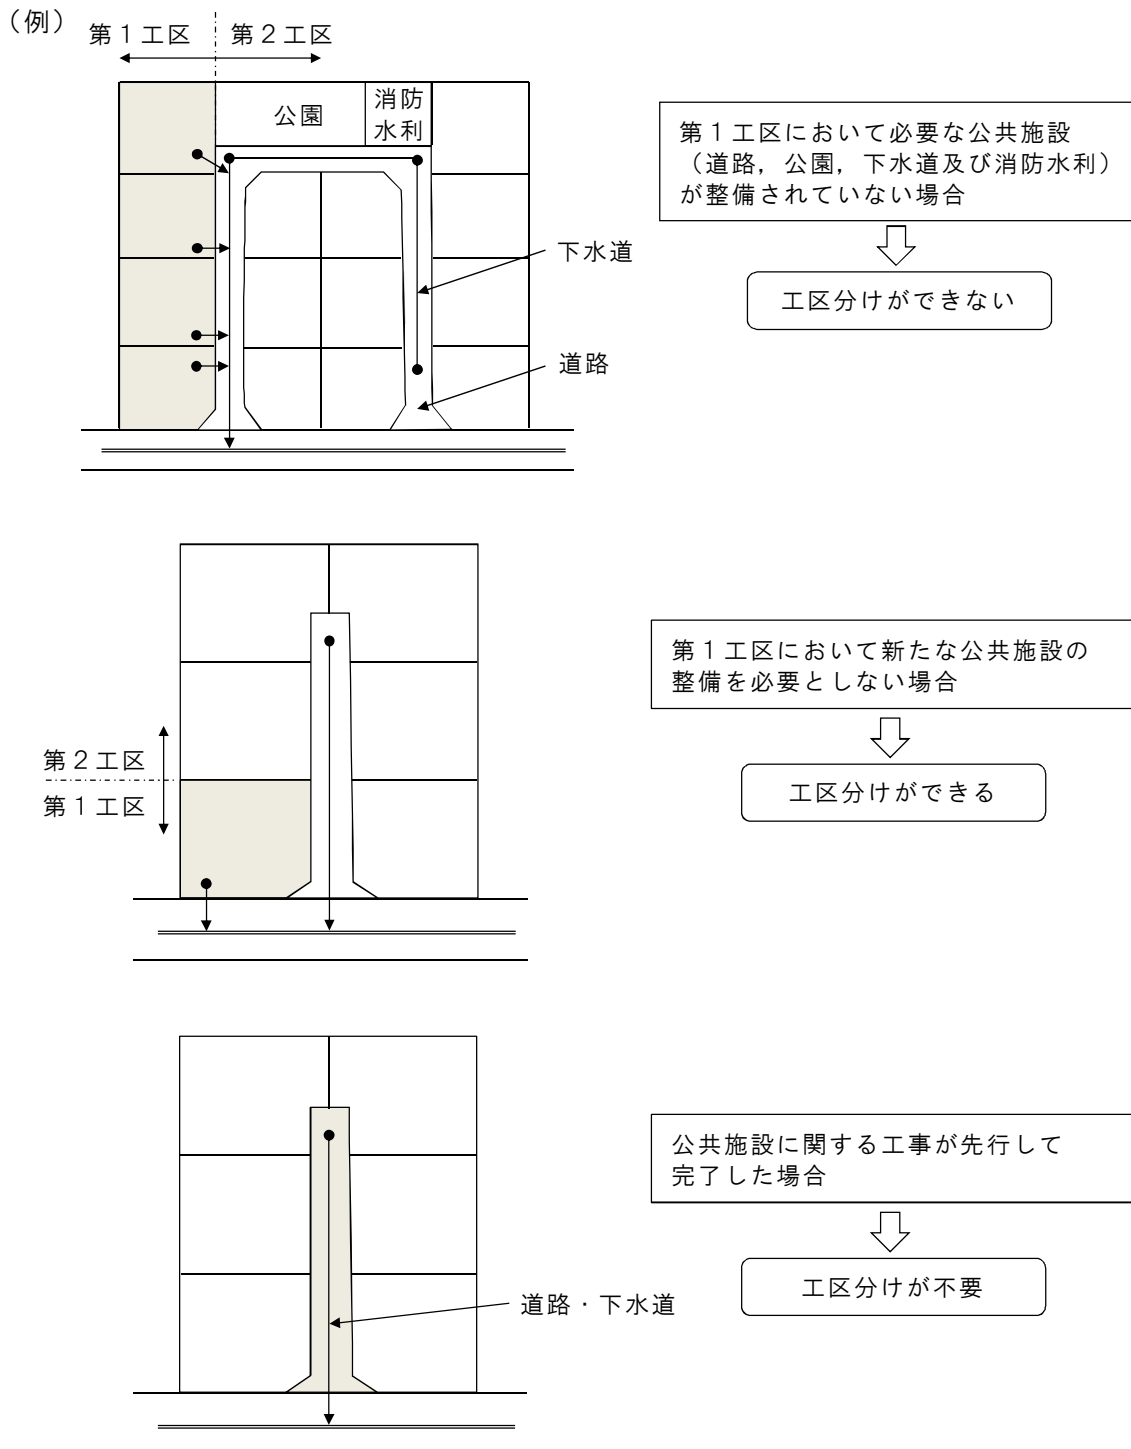 （例）
第１工区
第２工区
公園
消防
水利
下水道
道路
第１工区において必要な公共施設
（道路，公園，下水道及び消防水利）
が整備されていない場合
工区分けができない
第２工区
第１工区
第１工区において新たな公共施設の
整備を必要としない場合
工区分けができる
道路・下水道
公共施設に関する工事が先行して
完了した場合
工区分けが不要